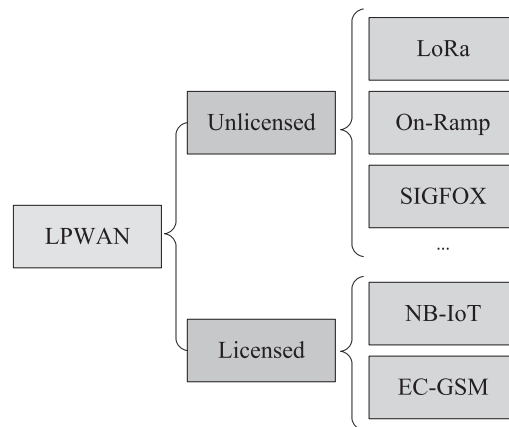 LPWAN
Unlicensed
LoRa
On-Ramp
SIGFOX
...
Licensed
NB-IoT
EC-GSM